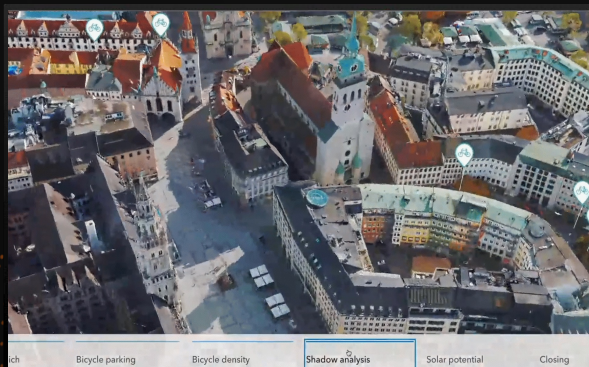 ich
Bicycle parking
Bicycle density
Shadow analysis
Solar potential
Closing